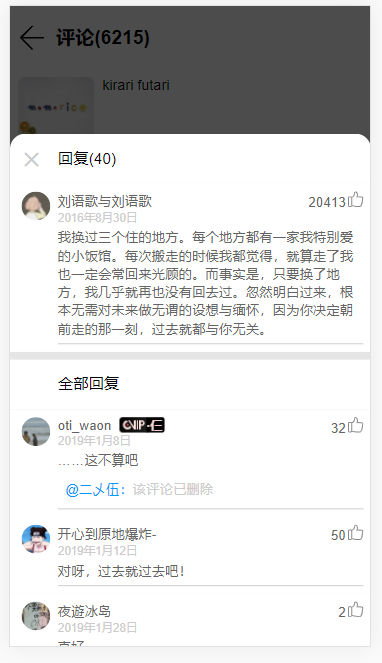 评论(6215)
kirari futari
回复(40)
刘语歌与刘语歌
20413
2016年8月30日
我换过三个住的地方。每个地方都有一家我特别爱
的小饭馆。每次搬走的时候我都觉得，就算走了我
也一定会常回来光顾的。而事实是，只要换了地
方，我几乎就再也没有回去过。忽然明白过来，根
本无需对未来做无谓的设想与缅怀，因为你决定朝
前走的那一刻，过去就都与你无关。
全部回复
oti_waon
32
2019年1月8日
……这不算吧
@二乄伍：该评论已删除
开心到原地爆炸-
50
2019年1月12日
对呀，过去就过去吧！
夜遊冰岛
2
2019年1月28日